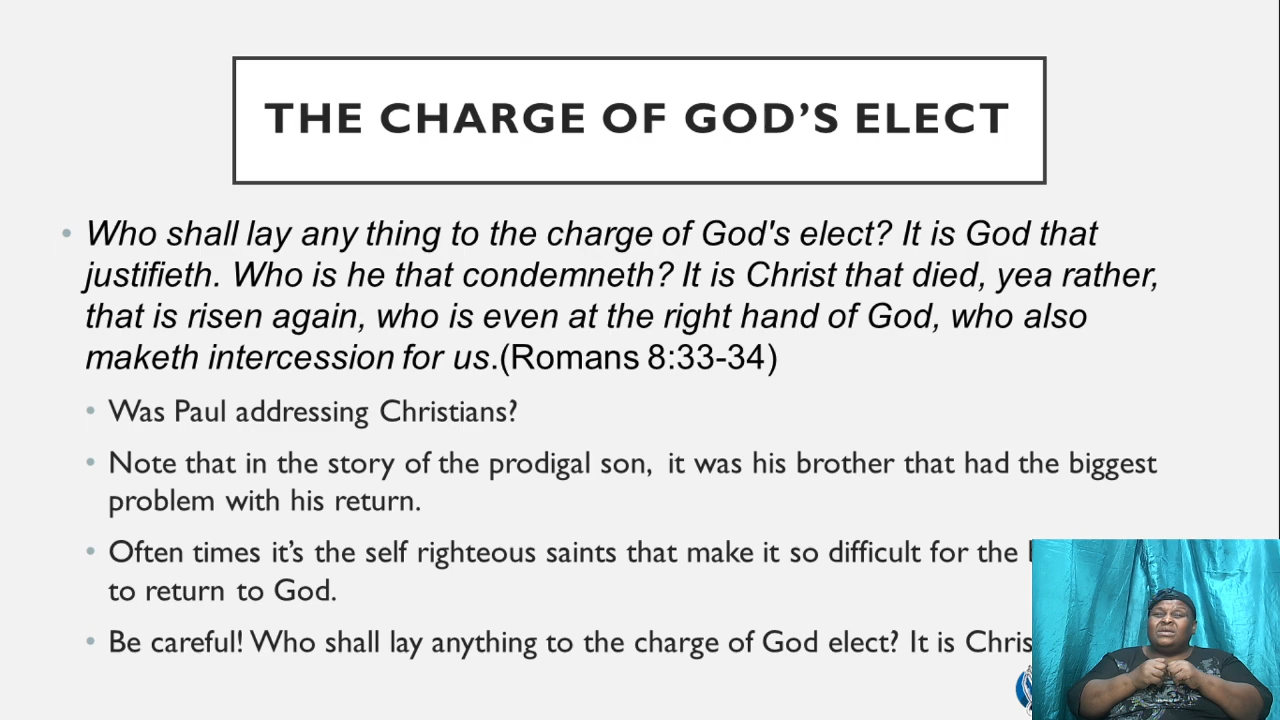 THE CHARGE OF GOD’S ELECT
• Who shall lay any thing to the charge of God's elect? It is God that
justifieth. Who is he that condemneth? It is Christ that died, yea rather,
that is risen again, who is even at the right hand of God, who also
maketh intercession for us.(Romans 8:33-34)
• Was Paul addressing Christians?
• Note that in the story of the prodigal son,  it was his brother that had the biggest
problem with his return.
• Often times it’s the self righteous saints that make it so difficult for the
to return to God.
• Be careful! Who shall lay anything to the charge of God elect? It is